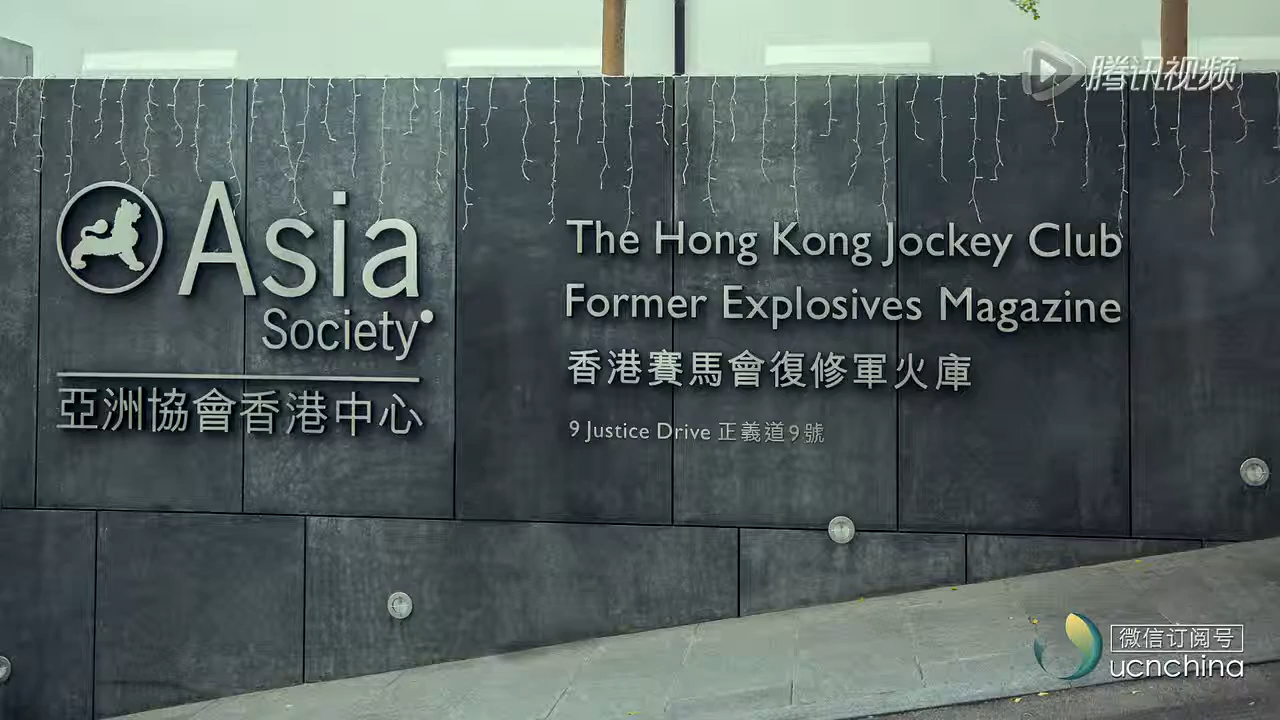 腾讯视频
Asia
Society
亞洲協會香港中心
The Hong Kong Jockey Club
Former Explosives Magazine
香港賽馬會復修軍火庫
9 Justice Drive 正義道9號
微信订阅号
ucnchina